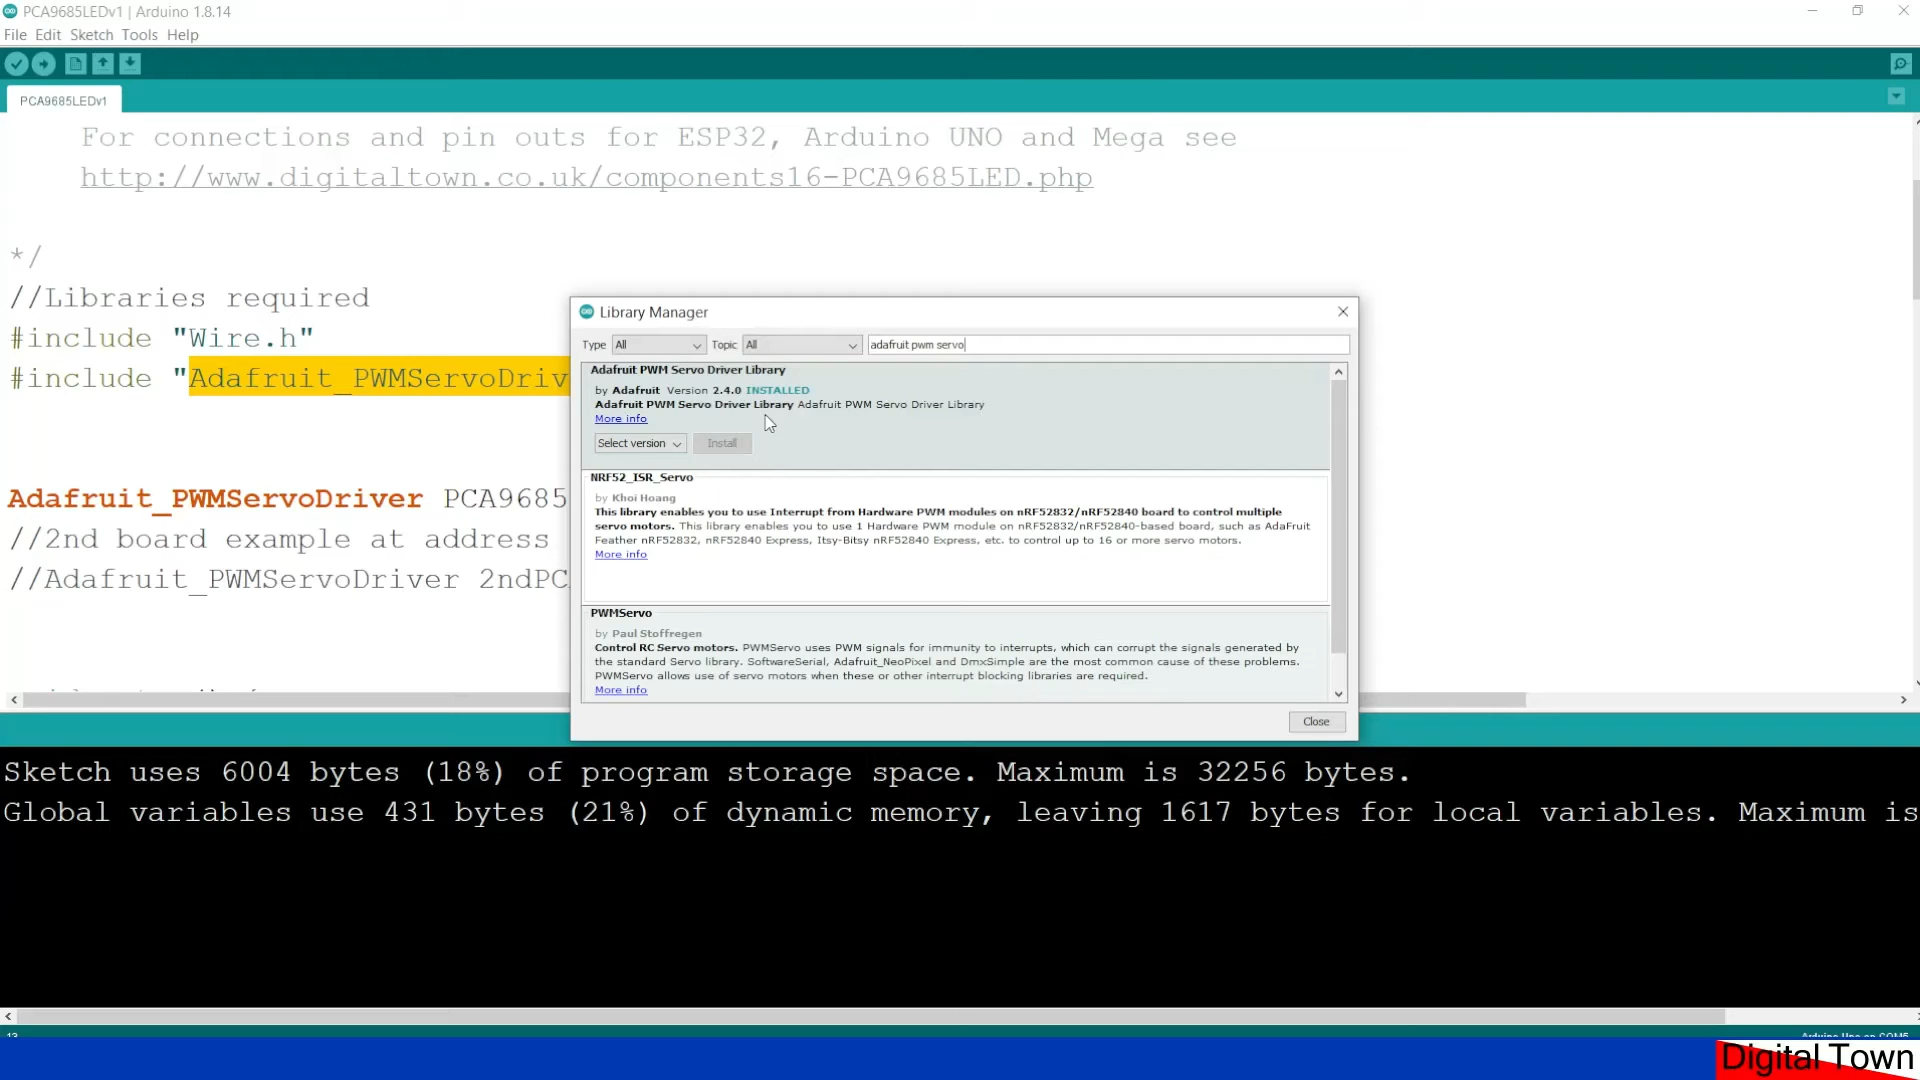 PCA9685LEDv1 | Arduino 1.8.14
File Edit Sketch Tools Help
PCA9685LEDv1
For connections and pin outs for ESP32, Arduino UNO and Mega see
http://www.digitaltown.co.uk/components16-PCA9685LED.php
*/
//Libraries required
#include "Wire.h"
#include "Adafruit_PWMServoDriv
Adafruit_PWMServoDriver PCA9685
//2nd board example at address
//Adafruit_PWMServoDriver 2ndPC
Library Manager
Type All Topic All adafruit pwm servo
Adafruit PWM Servo Driver Library
by Adafruit Version 2.4.0 INSTALLED
Adafruit PWM Servo Driver Library Adafruit PWM Servo Driver Library
More info
Select version Install
NRF52_ISR_Servo
by Khoi Hoang
This library enables you to use Interrupt from Hardware PWM modules on nRF52832/nRF52840 board to control multiple
servo motors. This library enables you to use 1 Hardware PWM module on nRF52832/nRF52840-based board, such as AdaFruit
Feather nRF52832, nRF52840 Express, Itsy-Bitsy nRF52840 Express, etc. to control up to 16 or more servo motors.
More info
PWMServo
by Paul Stoffregen
Control RC Servo motors. PWMServo uses PWM signals for immunity to interrupts, which can corrupt the signals generated by
the standard Servo library. SoftwareSerial, Adafruit_NeoPixel and DmxSimple are the most common cause of these problems.
PWMServo allows use of servo motors when these or other interrupt blocking libraries are required.
More info
Close
Sketch uses 6004 bytes (18%) of program storage space. Maximum is 32256 bytes.
Global variables use 431 bytes (21%) of dynamic memory, leaving 1617 bytes for local variables. Maximum is
Digital Town